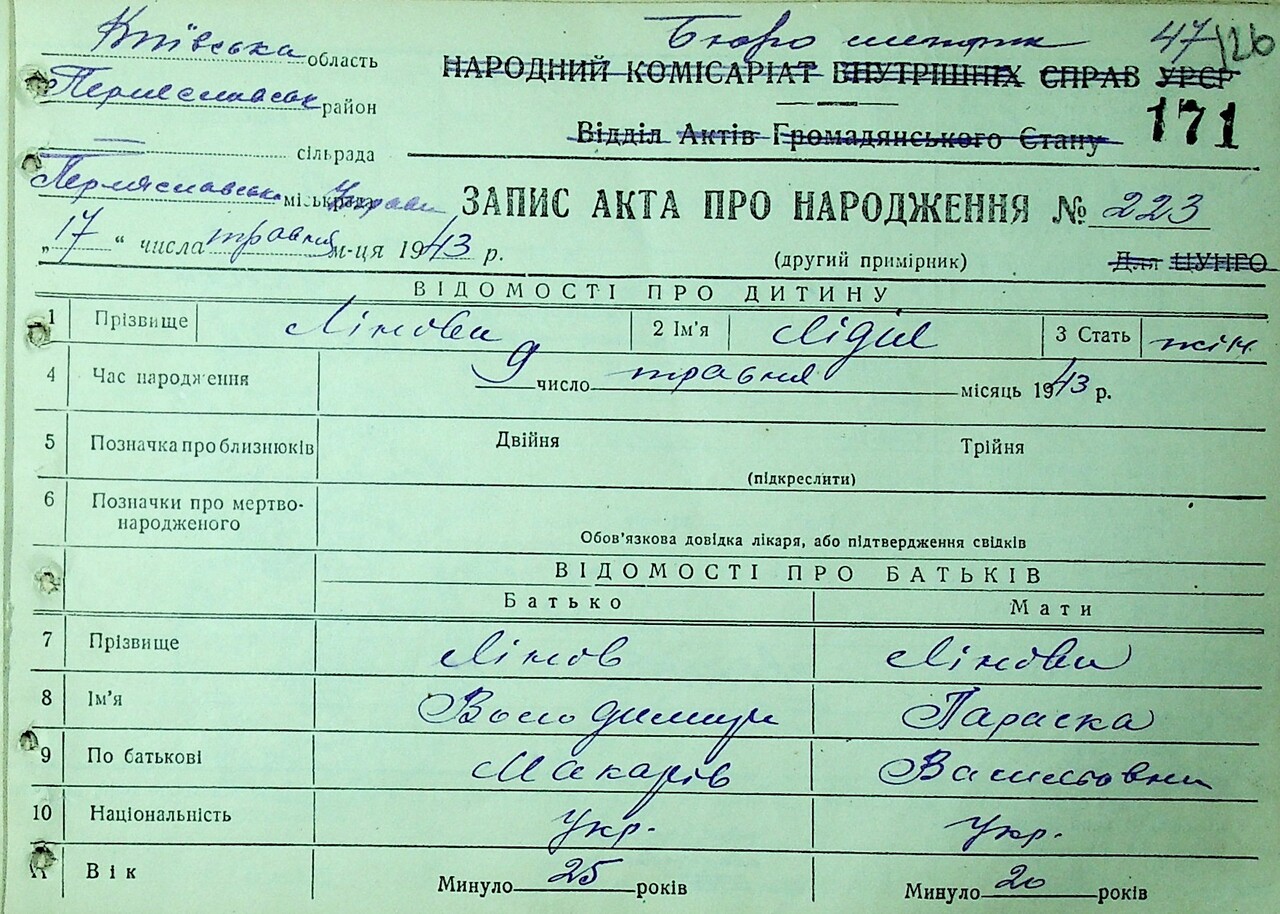 Київська область
Переяславськ район
Бюро метрик 47/126
НАРОДНИЙ КОМІСАРІАТ ВНУТРІШНІХ СПРАВ УРСР
Відділ Актів Громадянського Стану 171
сільрада
Переяславська міськрада Управи
ЗАПИС АКТА ПРО НАРОДЖЕННЯ № 223
„17“ числа травня м-ця 1943 р.
(другий примірник) Для ЦУНГО
ВІДОМОСТІ ПРО ДИТИНУ
1 Прізвище Лімова 2 Ім'я Лідія 3 Стать жін.
4 Час народження 9 число травня місяць 1943 р.
5 Позначка про близнюків Двійня Трійня
(підкреслити)
6 Позначки про мертво-
народженого
Обов'язкова довідка лікаря, або підтвердження свідків
ВІДОМОСТІ ПРО БАТЬКІВ
Батько Мати
7 Прізвище Лімов Лімова
8 Ім'я Володимир Параска
9 По батькові Макарів Василівна
10 Національність Укр. Укр.
Вік Минуло 25 років Минуло 20 років